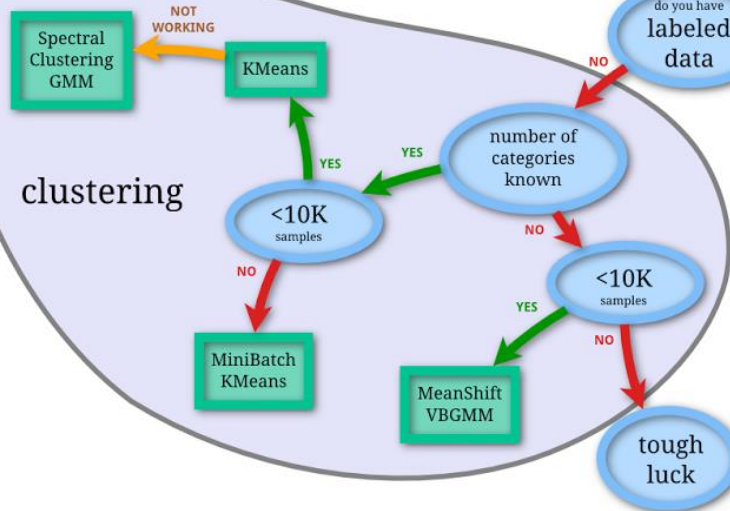 do you have
labeled
data
NO
NOT
WORKING
Spectral
Clustering
GMM
KMeans
number of
categories
known
YES
YES
clustering
<10K
samples
NO
<10K
samples
NO
YES
NO
MiniBatch
KMeans
MeanShift
VBGMM
tough
luck